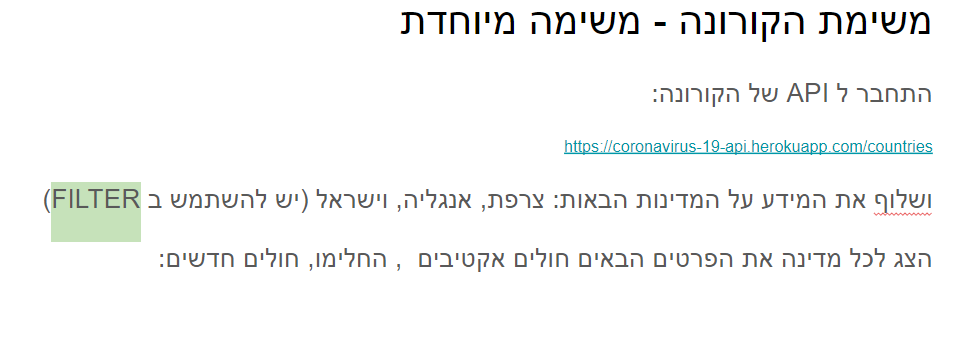 משימת הקורונה - משימה מיוחדת
התחבר ל API של הקורונה:
https://coronavirus-19-api.herokuapp.com/countries
ושלוף את המידע על המדינות הבאות: צרפת, אנגליה, וישראל (יש להשתמש ב FILTER)
הצג לכל מדינה את הפרטים הבאים חולים אקטיבים , החלימו, חולים חדשים: